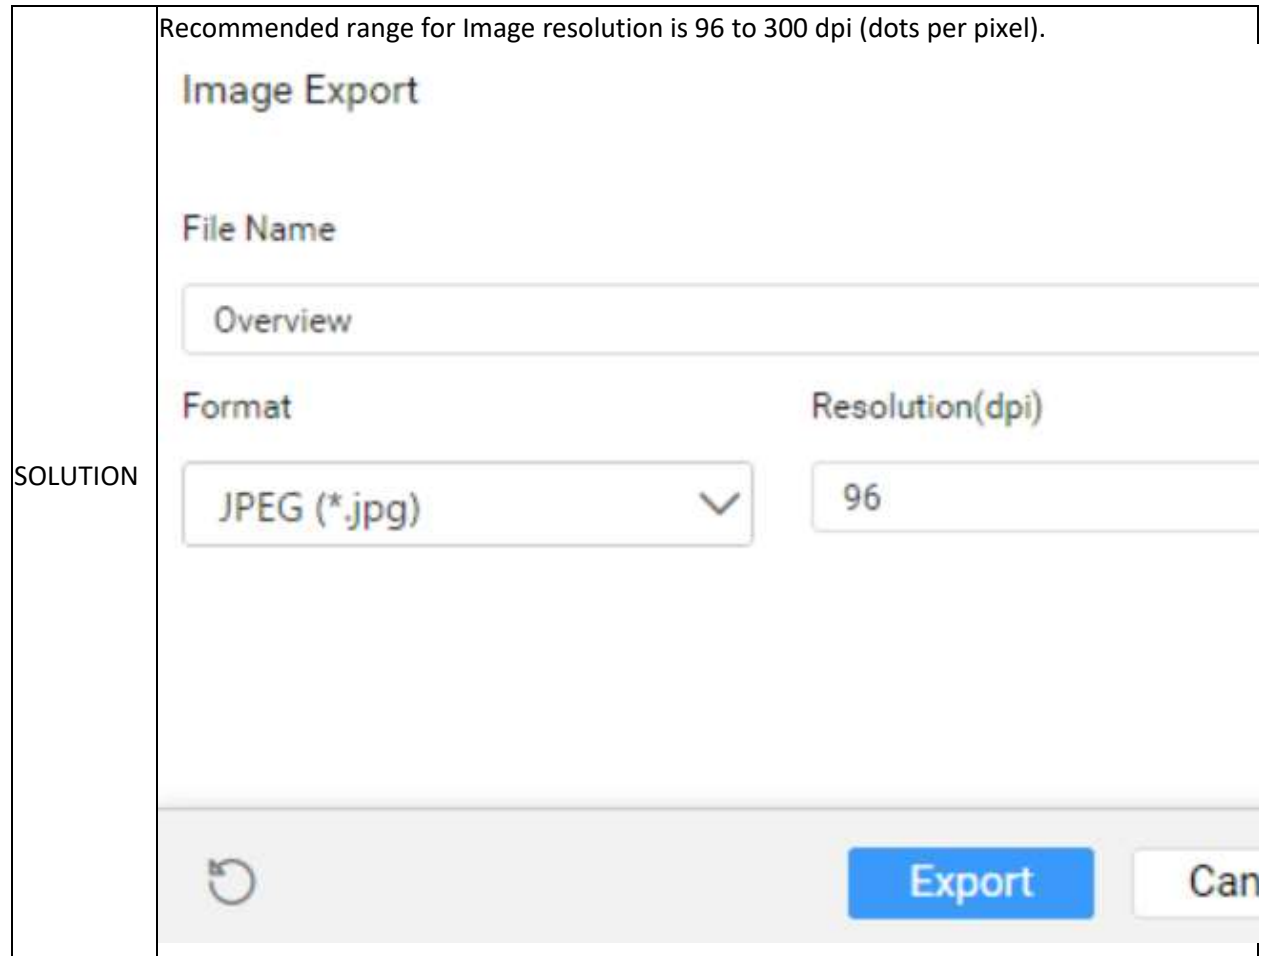 Recommended range for Image resolution is 96 to 300 dpi (dots per pixel).
Image Export
File Name
Overview
Format Resolution(dpi)
SOLUTION
JPEG (*.jpg) 96
Export Can